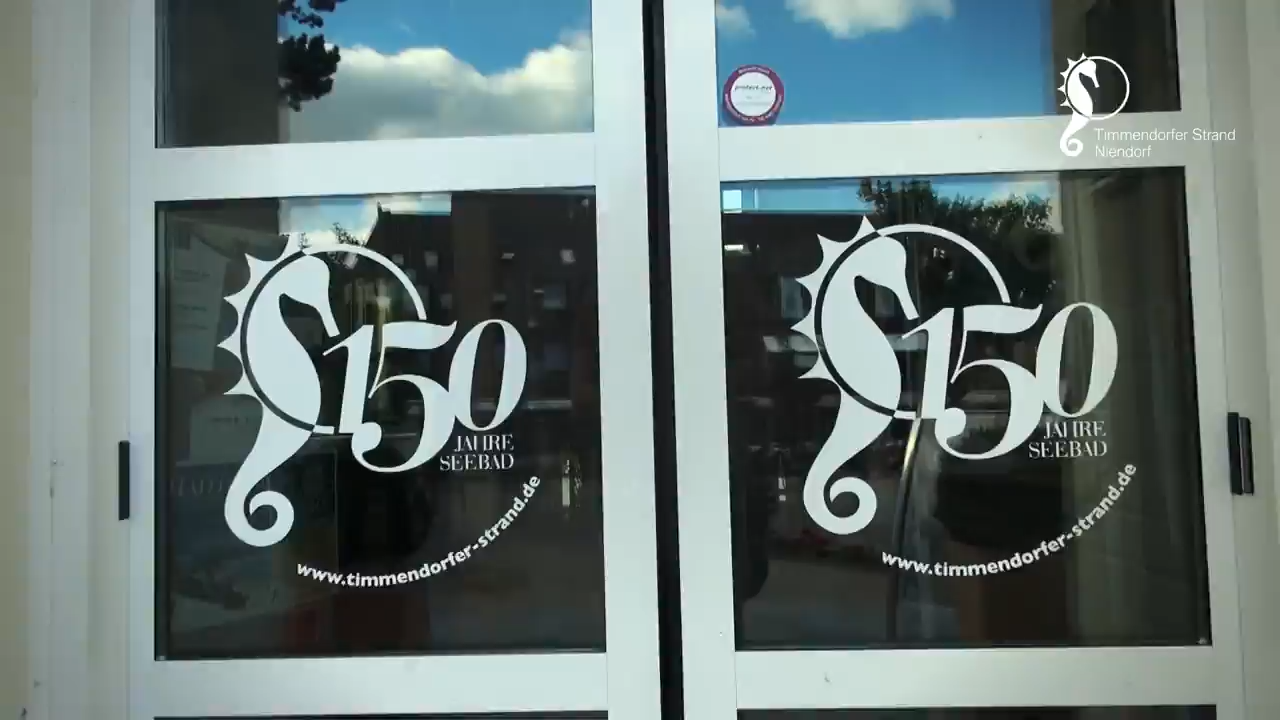 Timmendorfer Strand
Niendorf
150
JAHRE
SEEBAD
www.timmendorfer-strand.de
150
JAHRE
SEEBAD
www.timmendorfer-strand.de